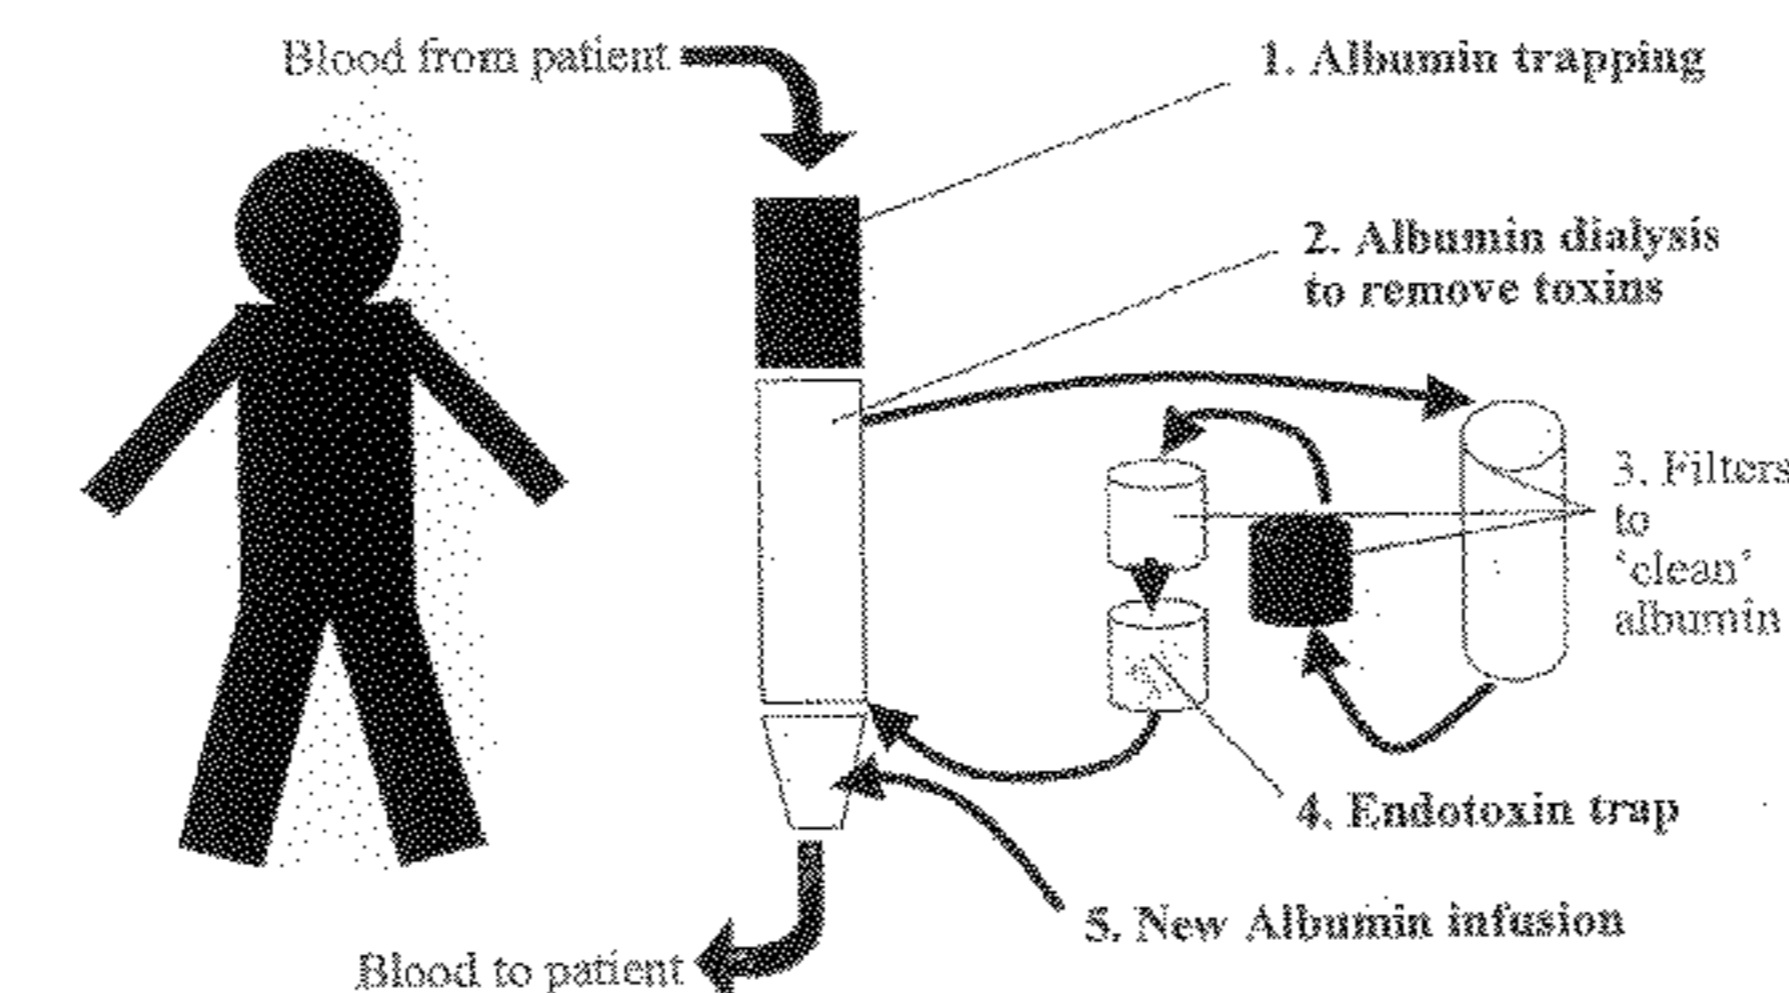 Blood from patient
1. Albumin trapping
2. Albumin dialysis
to remove toxins
3. Filters
to
‘clean’
albumin
4. Endotoxin trap
5. New Albumin infusion
Blood to patient